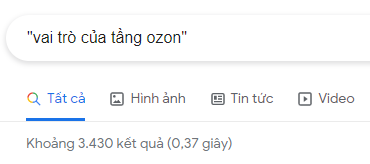 "vai trò của tầng ozon"
Tất cả Hình ảnh Tin tức Video
Khoảng 3.430 kết quả (0,37 giây)